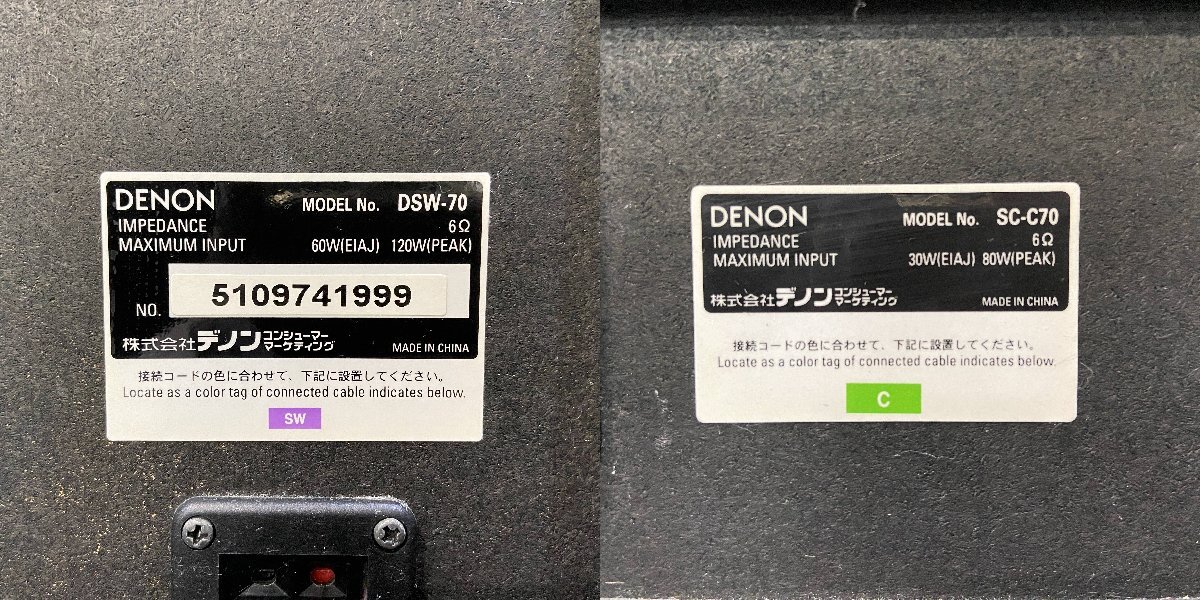 DENON MODEL No. DSW-70
IMPEDANCE 6Ω
MAXIMUM INPUT 60W(EIAJ) 120W(PEAK)
NO. 5109741999
株式会社デノン コンシューマー マーケティング MADE IN CHINA
接続コードの色に合わせて、下記に設置してください。
Locate as a color tag of connected cable indicates below.
SW
DENON MODEL No. SC-C70
IMPEDANCE 6Ω
MAXIMUM INPUT 30W(EIAJ) 80W(PEAK)
株式会社デノン コンシューマー マーケティング MADE IN CHINA
接続コードの色に合わせて、下記に設置してください。
Locate as a color tag of connected cable indicates below.
C